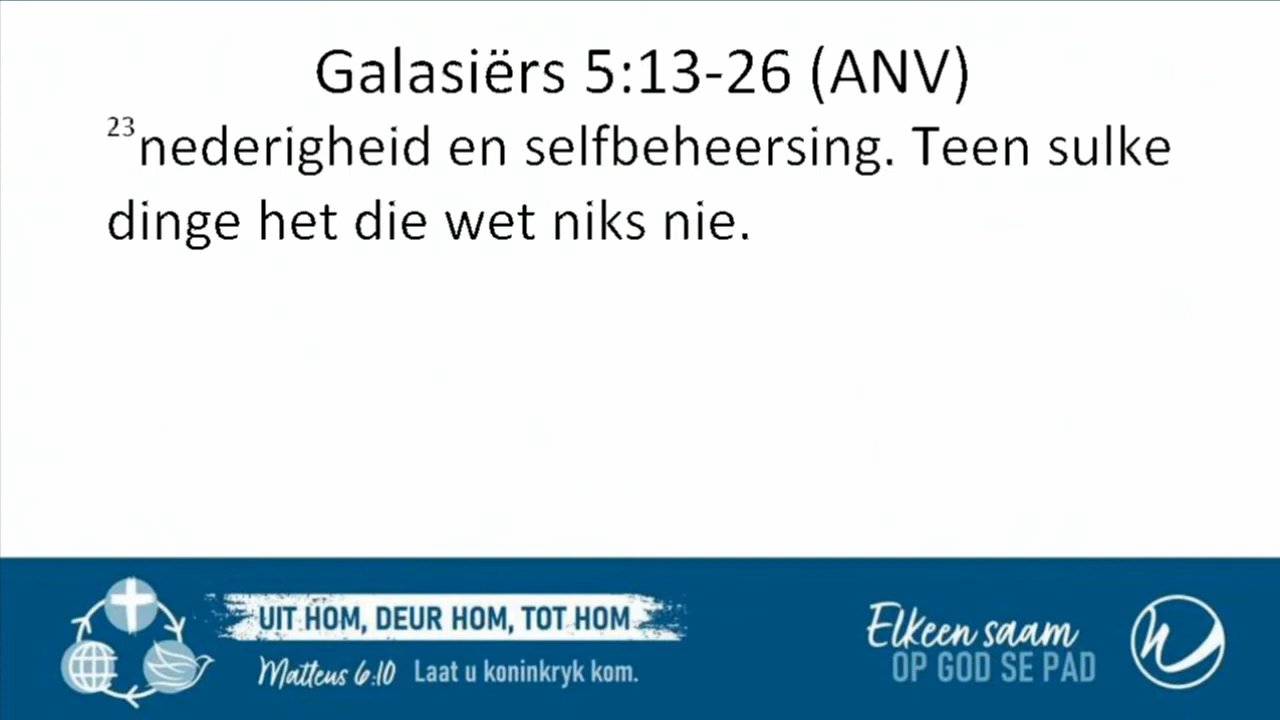 Galasiërs 5:13-26 (ANV)
23nederigheid en selfbeheersing. Teen sulke
dinge het die wet niks nie.
UIT HOM, DEUR HOM, TOT HOM
Matteus 6:10 Laat u koninkryk kom.
Elkeen saam
OP GOD SE PAD